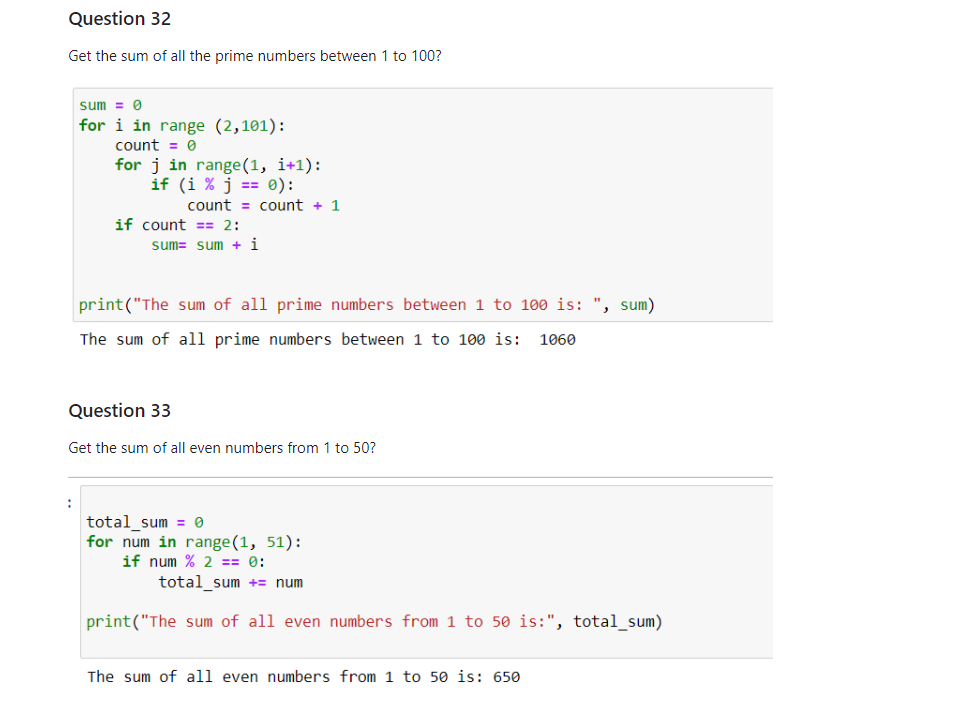 Question 32
Get the sum of all the prime numbers between 1 to 100?
sum = 0
for i in range (2,101):
    count = 0
    for j in range(1, i+1):
        if (i % j == 0):
            count = count + 1
    if count == 2:
        sum= sum + i
print("The sum of all prime numbers between 1 to 100 is: ", sum)
The sum of all prime numbers between 1 to 100 is:  1060
Question 33
Get the sum of all even numbers from 1 to 50?
:
total_sum = 0
for num in range(1, 51):
    if num % 2 == 0:
        total_sum += num
print("The sum of all even numbers from 1 to 50 is:", total_sum)
The sum of all even numbers from 1 to 50 is: 650